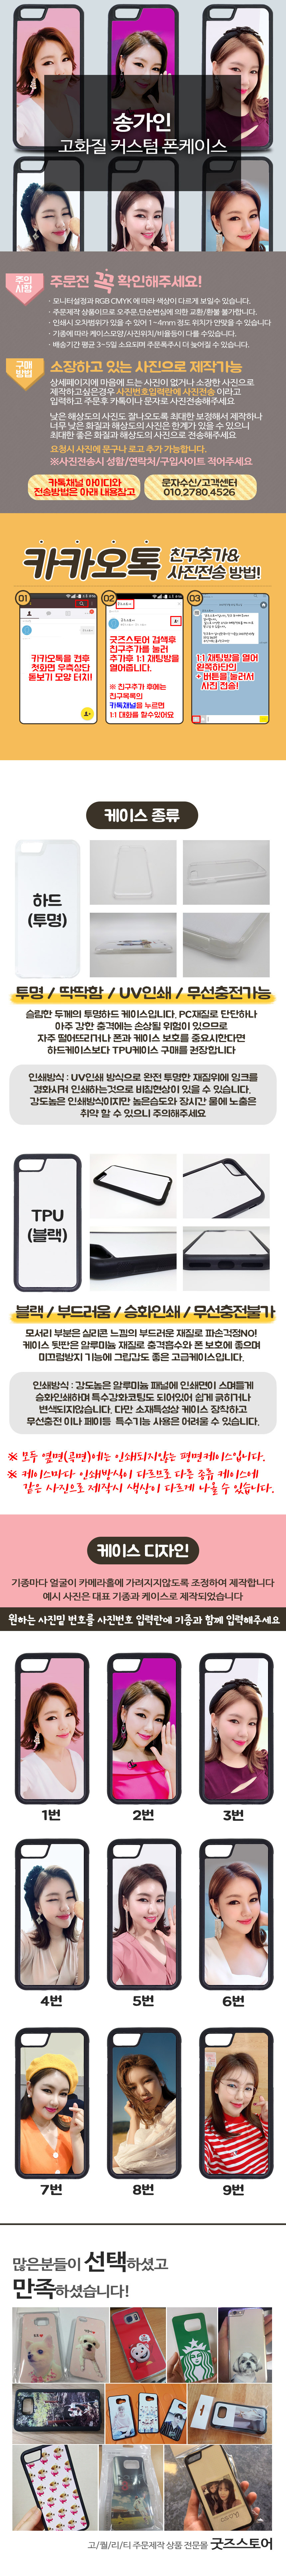 송가인
고화질 커스텀 폰케이스
주의
사항
주문전 꼭 확인해주세요!
· 모니터설정과 RGB CMYK 에 따라 색상이 다르게 보일수 있습니다.
· 주문제작 상품이므로 오주문,단순변심에 의한 교환/환불 불가합니다.
· 인쇄시 오차범위가 있을 수 있어 1~4mm 정도 위치가 안맞을 수 있습니다
· 기종에 따라 케이스모양/사진위치/비율등이 다를 수있습니다.
· 배송기간 평균 3~5일 소요되며 주문폭주시 더 늦어질 수 있습니다.
구매
방법
소장하고 있는 사진으로 제작가능
상세페이지에 마음에 드는 사진이 없거나 소장한 사진으로
제작하고싶은경우 사진번호입력란에 사진전송 이라고
입력하고 주문후 카톡이나 문자로 사진전송해주세요
낮은 해상도의 사진도 잘나오도록 최대한 보정해서 제작하나
너무 낮은 화질과 해상도의 사진은 한계가 있을 수 있으니
최대한 좋은 화질과 해상도의 사진으로 전송해주세요
요청시 사진에 문구나 로고 추가가능합니다.
※사진전송시 성함/연락처/구입사이트 적어주세요
카톡채널 아이디와
전송방법은 아래 내용참고
문자수신/고객센터
010.2780.4526
카카오톡 친구추가&
사진전송 방법!
01
카카오톡을 켠후
첫화면 우측상단
돋보기 모양 터치!
02
굿즈스토어 검색후
친구추가를 눌러
추가후 1:1 채팅방을
열어줍니다.
※ 친구추가 후에는
친구목록의
카톡채널을 누르면
1:1 대화를 할수있어요
03
1:1 채팅방을 열어
왼쪽하단의
+ 버튼을 눌러서
사진 전송!
케이스 종류
하드
(투명)
투명 / 딱딱함 / UV인쇄 / 무선충전가능
슬림한 두께의 투명하드 케이스입니다. PC재질로 단단하나
아주 강한 충격에는 손상될 위험이 있으므로
자주 떨어뜨리거나 폰과 케이스 보호를 중요시한다면
하드케이스보다 TPU케이스 구매를 권장합니다
인쇄방식 : UV인쇄 방식으로 완전 투명한 재질위에 잉크를
경화시켜 인쇄하는것으로 비침현상이 있을 수 있습니다.
강도높은 인쇄방식이지만 높은습도와 장시간 물에 노출은
취약 할 수 있으니 주의해주세요
TPU
(블랙)
블랙 / 부드러움 / 승화인쇄 / 무선충전불가
모서리 부분은 실리콘 느낌의 부드러운 재질로 파손걱정NO!
케이스 뒷판은 알루미늄 재질로 충격흡수와 폰 보호에 좋으며
미끄럼방지 기능에 그립감도 좋은 고급케이스입니다.
인쇄방식 : 강도높은 알루미늄 패널에 인쇄면이 스며들게
승화인쇄하며 특수강화코팅도 되어있어 쉽게 긁히거나
변색되지않습니다. 다만 소재특성상 케이스 장착하고
무선충전 이나 페이등 특수기능 사용은 어려울 수 있습니다.
※ 모두 옆면(곡면)에는 인쇄되지않는 평면케이스입니다.
※ 케이스마다 인쇄방식이 다르므로 다른 종류 케이스에
같은 사진으로 제작시 색상이 다르게 나올 수 있습니다.
케이스 디자인
기종마다 얼굴이 카메라홀에 가려지지않도록 조정하여 제작합니다
예시 사진은 대표 기종과 케이스로 제작되었습니다
원하는 사진밑 번호를 사진번호 입력란에 기종과 함께 입력해주세요
1번
2번
3번
4번
5번
6번
7번
8번
9번
많은분들이 선택하셨고
만족하셨습니다!
고/퀄/리/티 주문제작 상품 전문몰 굿즈스토어